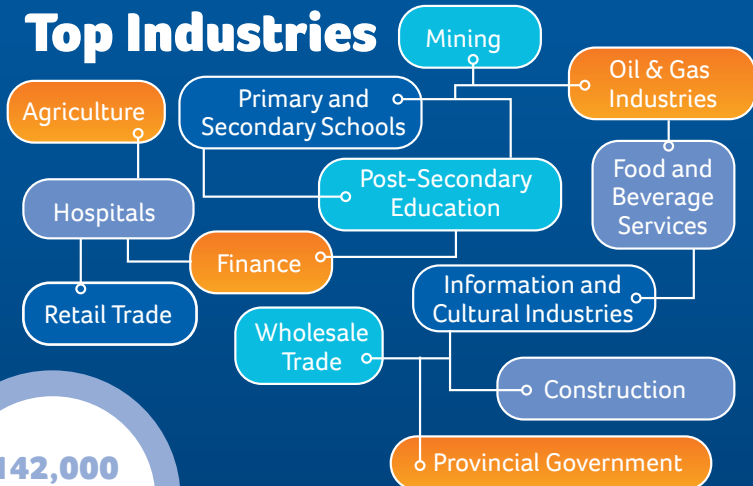 Top Industries
Mining
Oil & Gas
Industries
Agriculture
Primary and
Secondary Schools
Post-Secondary
Education
Food and
Beverage
Services
Hospitals
Finance
Information and
Cultural Industries
Retail Trade
Wholesale
Trade
Construction
Provincial Government
142,000